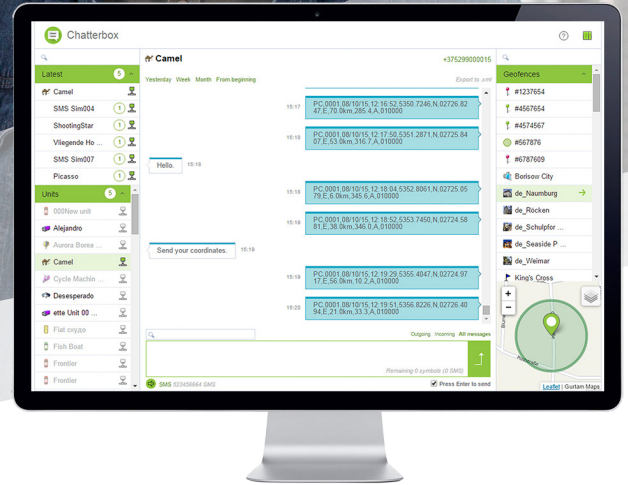 Chatterbox
Latest
5
Camel
SMS Sim004
1
ShootingStar
1
Vliegende Ho ...
1
SMS Sim007
1
Picasso
1
Units
5
000New unit
Alejandro
Aurora Borea ...
Camel
Cycle Machin ...
Desesperado
ette Unit 00 ...
Fiat скудо
Fish Boat
Frontier
Frontier
Camel
+375299000015
Yesterday Week Month From beginning
Export to .xml
15:17
PC,0001,08/10/15,12:16:52,5350.7246,N,02726.82
47,E,70.0km,285.4,A,010000
15:18
PC,0001,08/10/15,12:17:50,5351.2871,N,02725.84
07,E,53.0km,316.7,A,010000
Hello.
15:18
15:18
PC,0001,08/10/15,12:18:04,5352.8061,N,02725.05
79,E,6.0km,345.6,A,010000
15:18
PC,0001,08/10/15,12:18:52,5353.7450,N,02724.58
81,E,38.0km,346.0,A,010000
Send your coordinates.
15:18
15:18
PC,0001,08/10/15,12:19:29,5355.4047,N,02724.97
17,E,56.0km,10.2,A,010000
15:20
PC,0001,08/10/15,12:19:51,5356.8226,N,02726.40
94,E,21.0km,33.3,A,010000
Outgoing Incoming All messages
Remaining 0 symbols (0 SMS)
SMS 523456664 SMS
Press Enter to send
Geofences
#1237654
#4567654
#4574567
#567876
#6787609
Borisow City
de_Naumburg
de_Röcken
de_Schulpfor ...
de_Seaside P ...
de_Weimar
King's Cross
+
−
Leaflet | Gurtam Maps